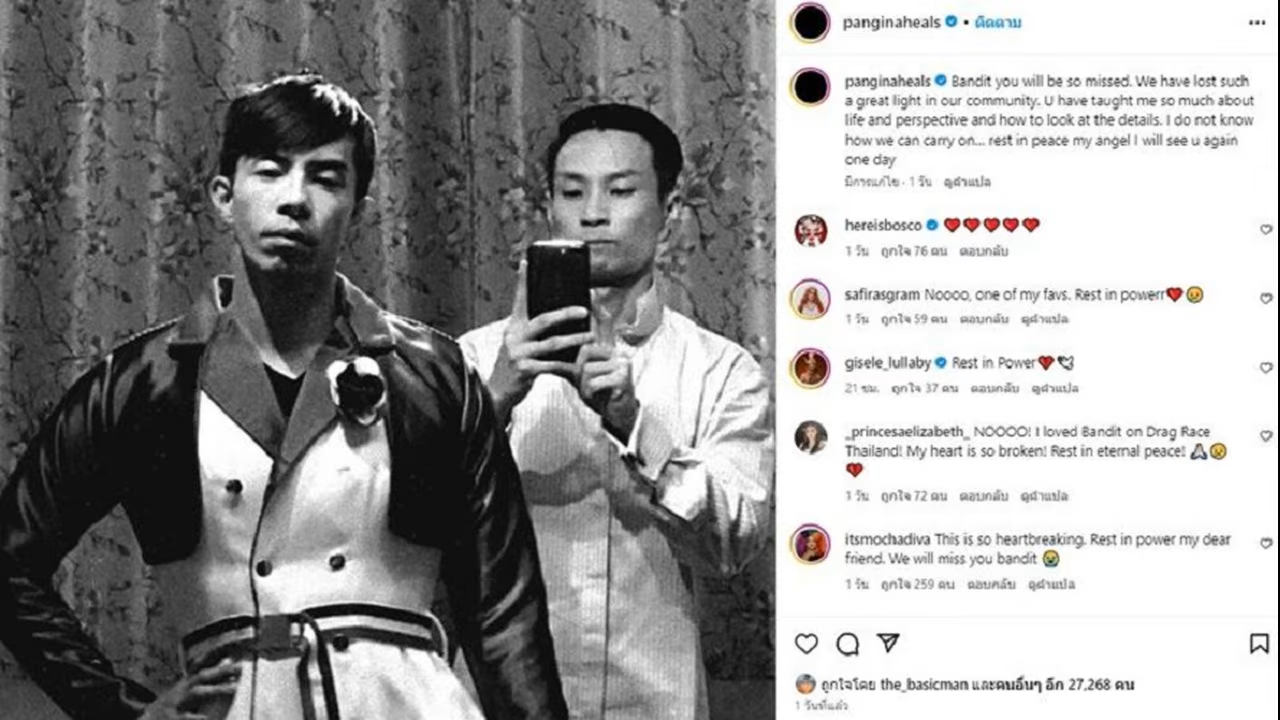 panginaheals • ติดตาม
panginaheals Bandit you will be so missed. We have lost such
a great light in our community. U have taught me so much about
life and perspective and how to look at the details. I do not know
how we can carry on... rest in peace my angel I will see u again
one day
มีการแก้ไข · 1 วัน ดูคำแปล
hereisbosco ❤️❤️❤️❤️❤️
1 วัน ถูกใจ 76 คน ตอบกลับ
safirasgram Noooo, one of my favs. Rest in powerr❤️😢
1 วัน ถูกใจ 59 คน ตอบกลับ ดูคำแปล
gisele_lullaby Rest in Power❤️🕊
21 ชม. ถูกใจ 37 คน ตอบกลับ ดูคำแปล
_princesaelizabeth_ NOOOO! I loved Bandit on Drag Race
Thailand! My heart is so broken! Rest in eternal peace! 🙏😢
❤️
1 วัน ถูกใจ 72 คน ตอบกลับ ดูคำแปล
itsmochadiva This is so heartbreaking. Rest in power my dear
friend. We will miss you bandit 😭
1 วัน ถูกใจ 259 คน ตอบกลับ ดูคำแปล
ถูกใจโดย the_basicman และคนอื่นๆ อีก 27,268 คน
1 วันที่แล้ว